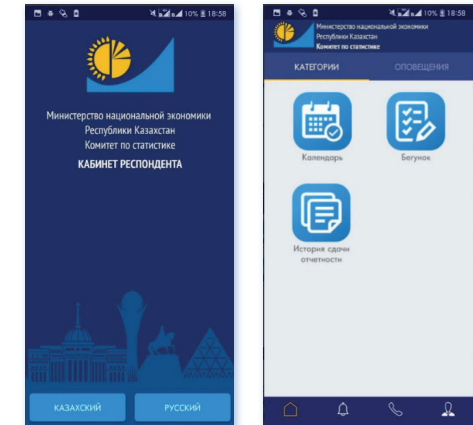 10% 18:58
Министерство национальной экономики
Республики Казахстан
Комитет по статистике
КАБИНЕТ РЕСПОНДЕНТА
КАЗАХСКИЙ
РУССКИЙ
10% 18:58
Министерство национальной экономики
Республики Казахстан
Комитет по статистике
КАТЕГОРИИ
ОПОВЕЩЕНИЯ
Календарь
Бегунок
История сдачи
отчетности